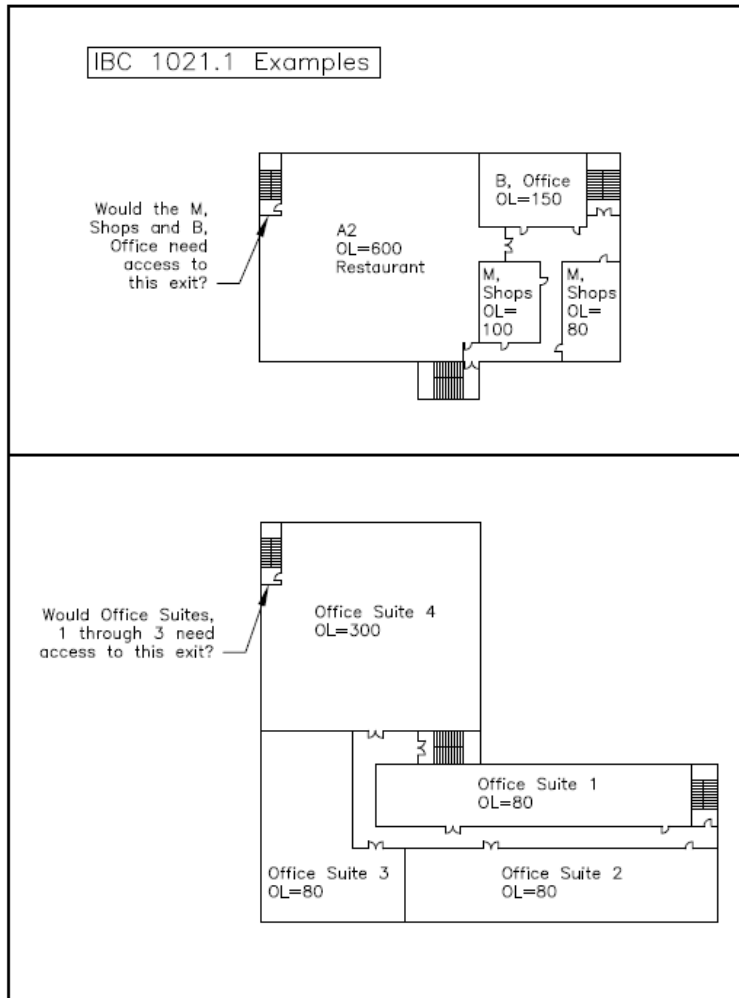 IBC 1021.1 Examples
B, Office
OL=150
Would the M,
Shops and B,
Office need
access to
this exit?
A2
OL=600
Restaurant
M,
Shops
OL=
100
M,
Shops
OL=
80
Would Office Suites,
1 through 3 need
access to this exit?
Office Suite 4
OL=300
Office Suite 1
OL=80
Office Suite 3
OL=80
Office Suite 2
OL=80